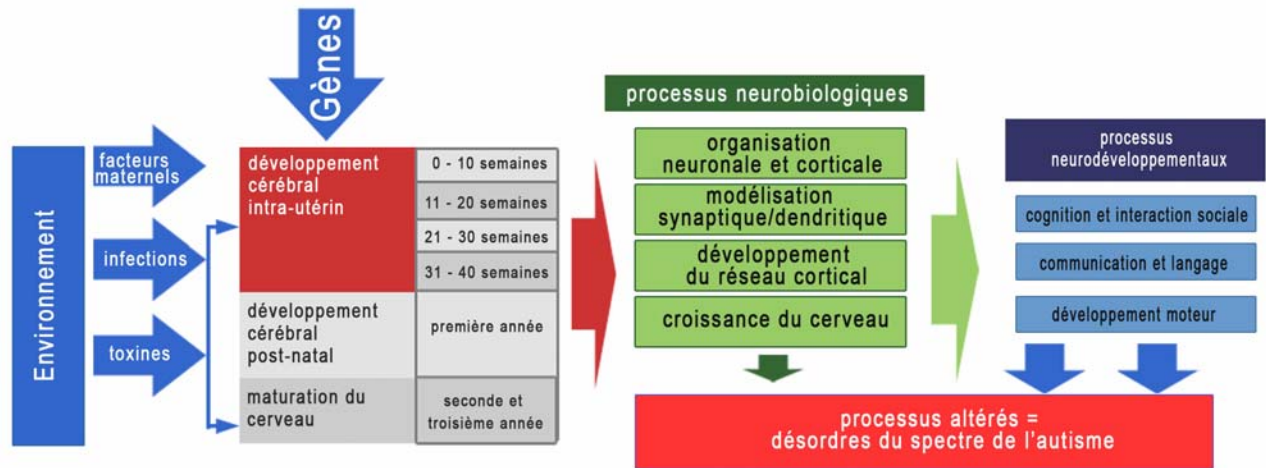 Gènes
Environnement
facteurs
maternels
infections
toxines
développement
cérébral
intra-utérin
0 - 10 semaines
11 - 20 semaines
21 - 30 semaines
31 - 40 semaines
développement
cérébral
post-natal
première année
maturation du
cerveau
seconde et
troisième année
processus neurobiologiques
organisation
neuronale et corticale
modélisation
synaptique/dendritique
développement
du réseau cortical
croissance du cerveau
processus
neurodéveloppementaux
cognition et interaction sociale
communication et langage
développement moteur
processus altérés =
désordres du spectre de l'autisme